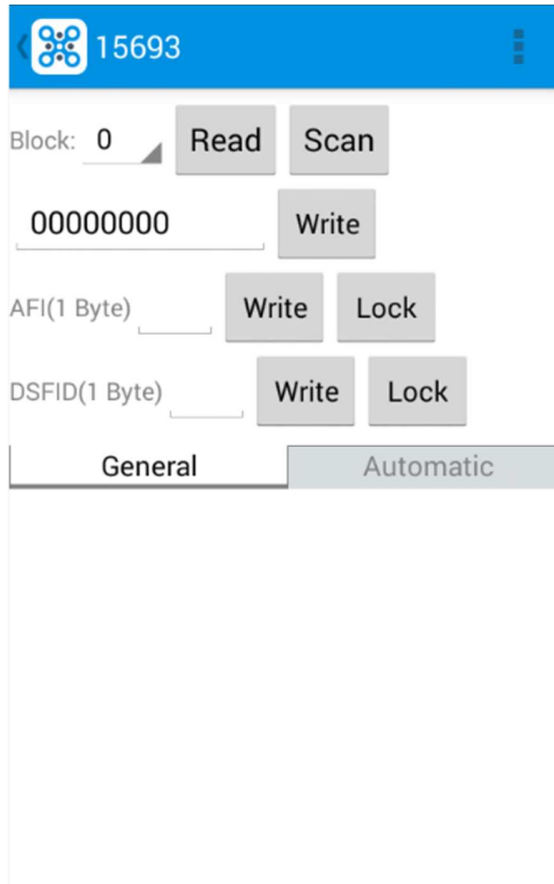 15693
Block: 0 Read Scan
00000000 Write
AFI(1 Byte) Write Lock
DSFID(1 Byte) Write Lock
General Automatic